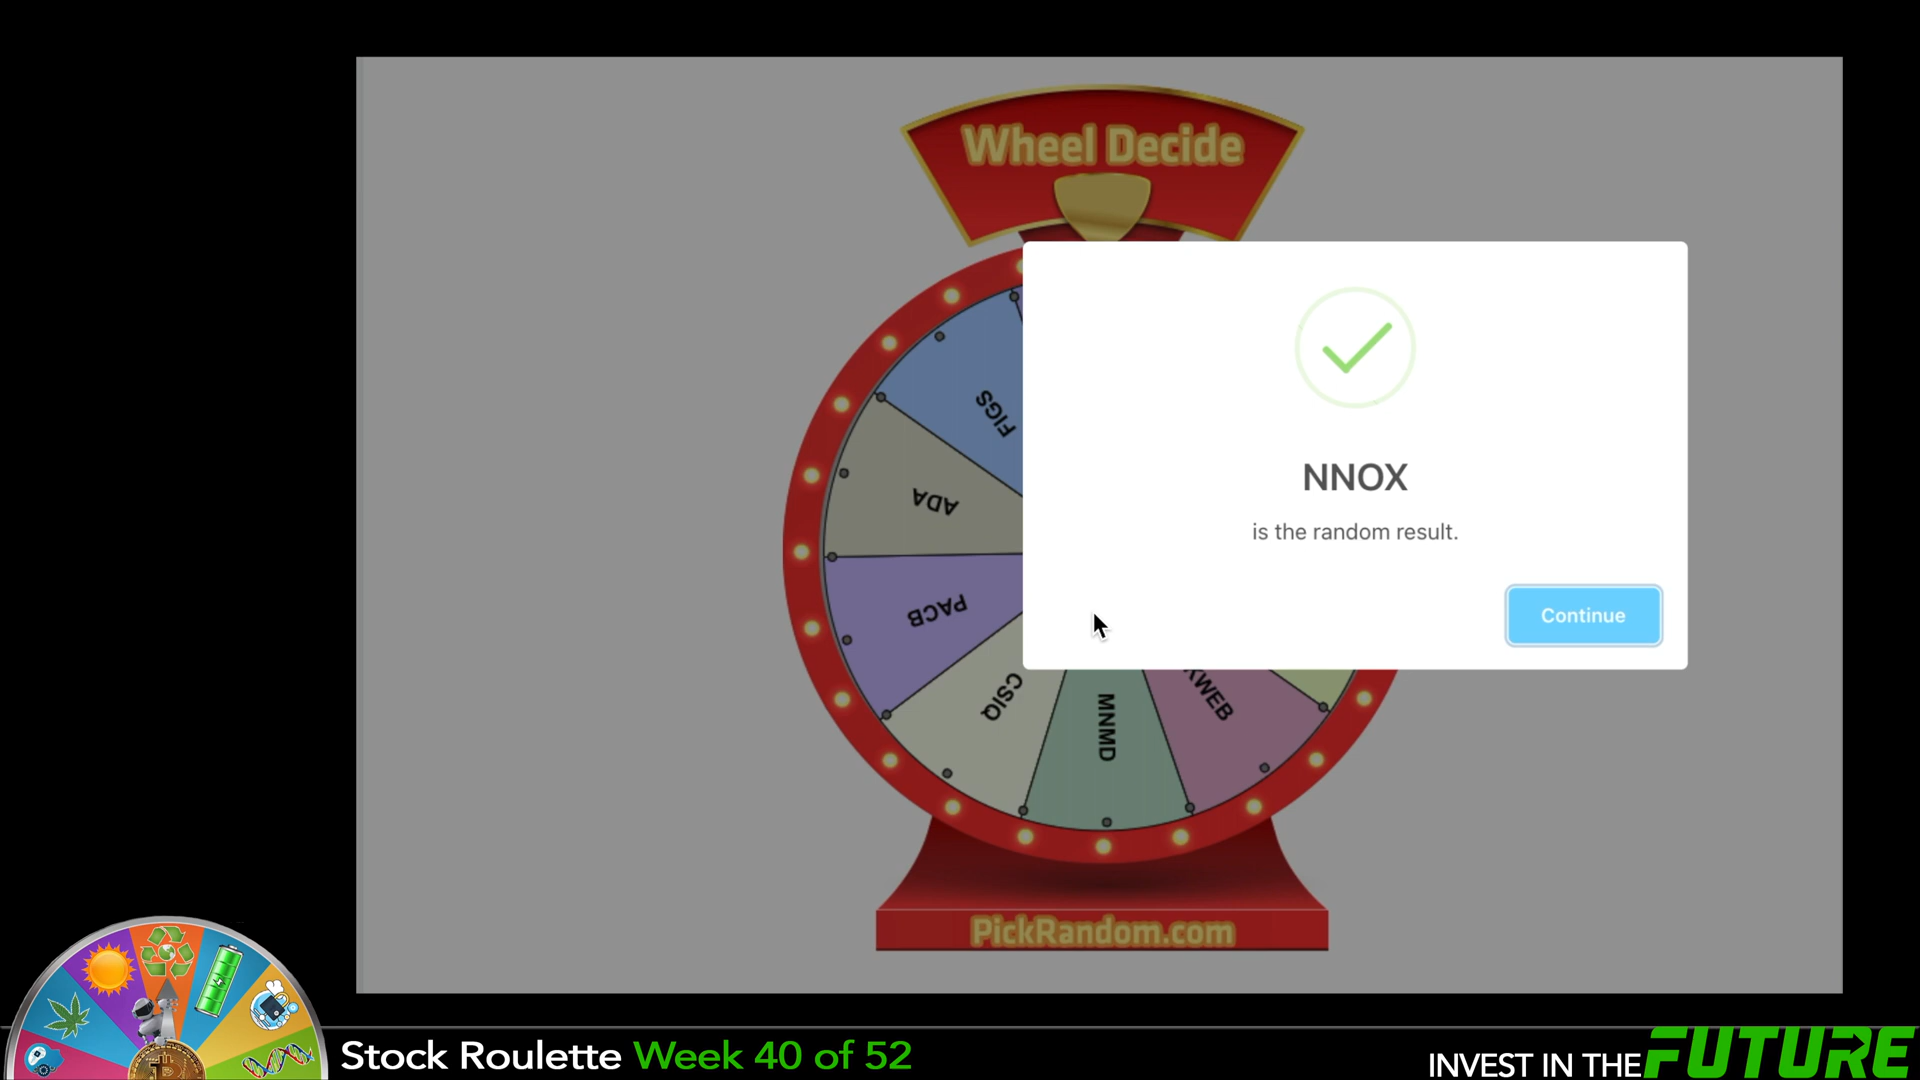 Wheel Decide
FIGS
ADA
PACB
CSIQ
MNMD
KWEB
NNOX
is the random result.
Continue
PickRandom.com
Stock Roulette Week 40 of 52
INVEST IN THE FUTURE